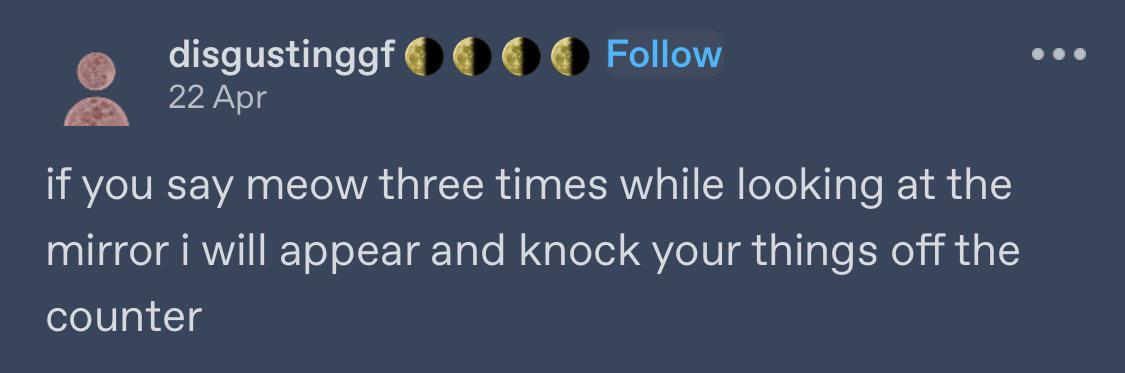 disgustinggf🌗🌗🌗🌗 Follow
22 Apr
if you say meow three times while looking at the
mirror i will appear and knock your things off the
counter